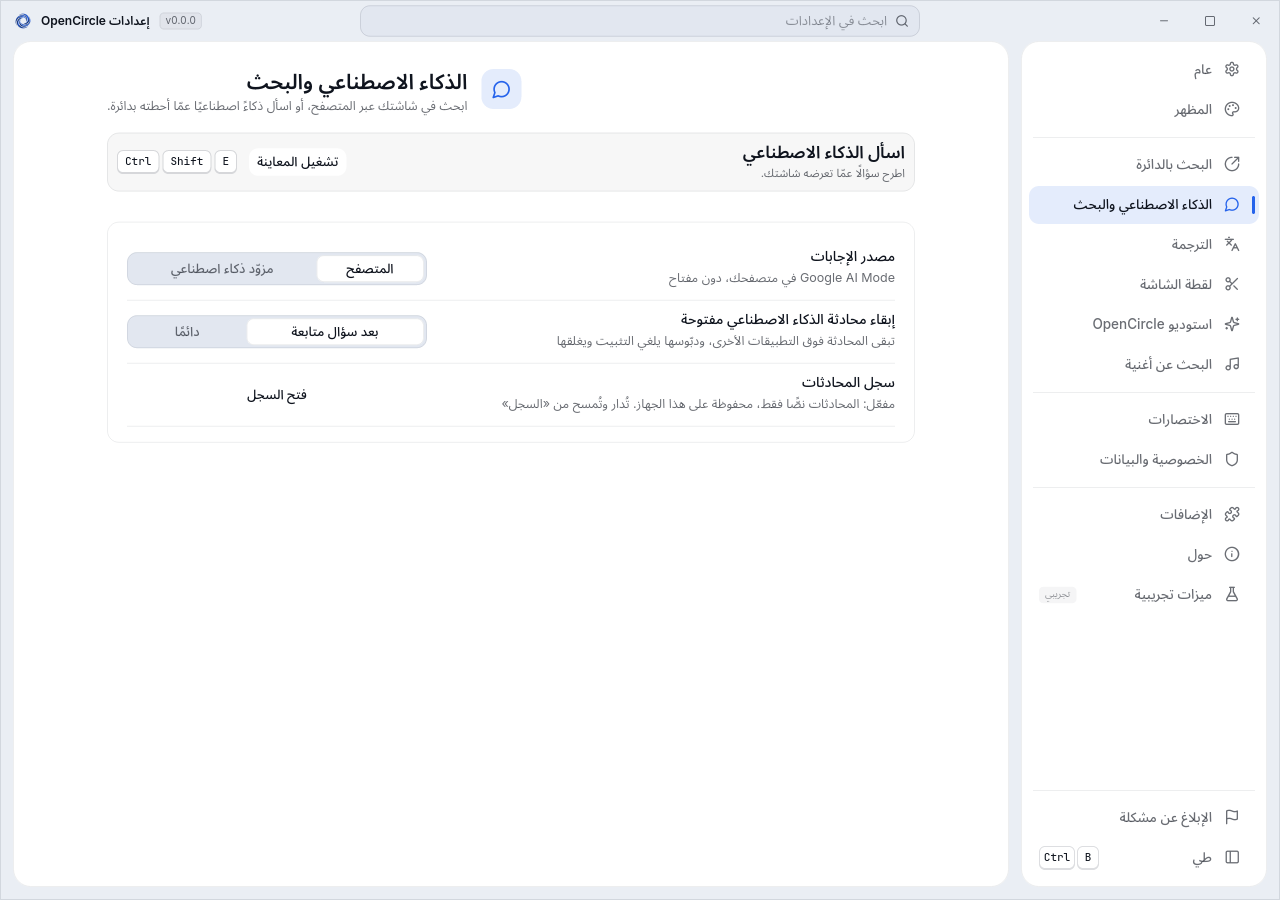 إعدادات OpenCircle
v0.0.0
ابحث في الإعدادات
عام
المظهر
البحث بالدائرة
الذكاء الاصطناعي والبحث
الترجمة
لقطة الشاشة
استوديو OpenCircle
البحث عن أغنية
الاختصارات
الخصوصية والبيانات
الإضافات
حول
ميزات تجريبية
تجريبي
الإبلاغ عن مشكلة
طي
Ctrl B
الذكاء الاصطناعي والبحث
ابحث في شاشتك عبر المتصفح، أو اسأل ذكاءً اصطناعيًا عمّا أحطته بدائرة.
اسأل الذكاء الاصطناعي
اطرح سؤالًا عمّا تعرضه شاشتك.
تشغيل المعاينة
Ctrl Shift E
مصدر الإجابات
Google AI Mode في متصفحك، دون مفتاح
المتصفح
مزوّد ذكاء اصطناعي
إبقاء محادثة الذكاء الاصطناعي مفتوحة
تبقى المحادثة فوق التطبيقات الأخرى، ودبّوسها يلغي التثبيت ويغلقها
بعد سؤال متابعة
دائمًا
سجل المحادثات
مفعّل: المحادثات نصًّا فقط، محفوظة على هذا الجهاز. تُدار وتُمسح من «السجل»
فتح السجل